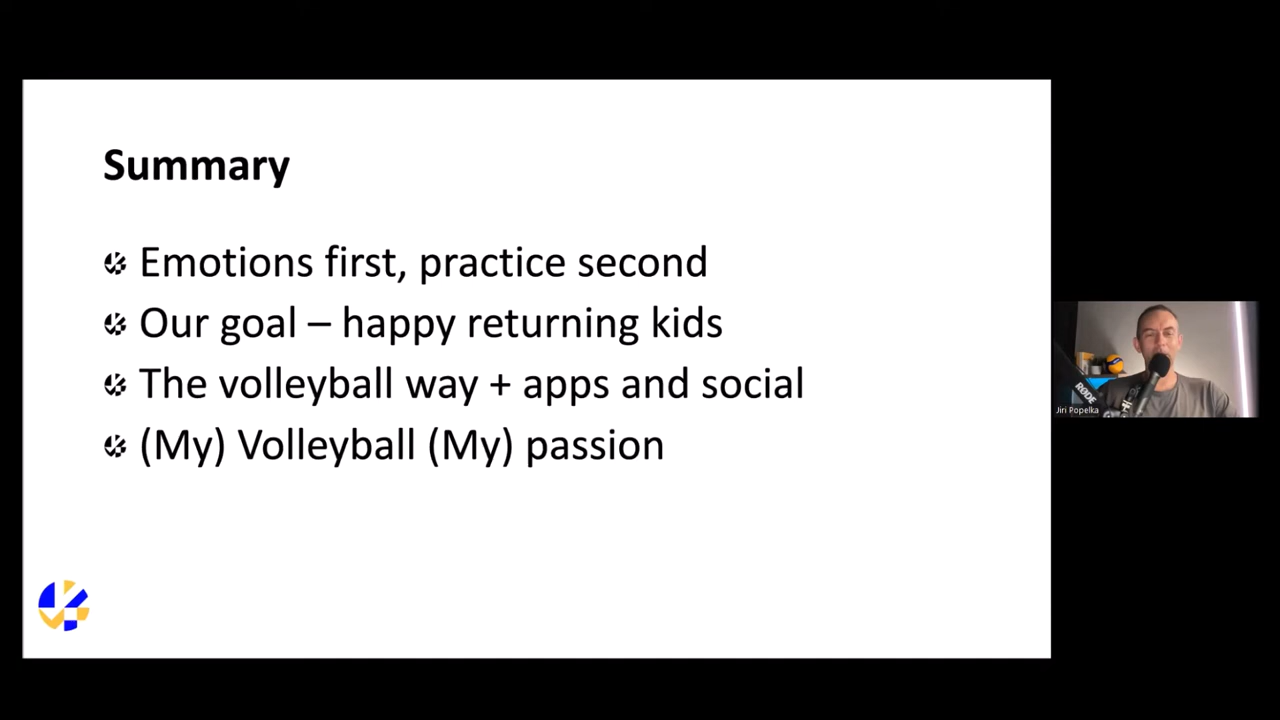 Summary
Emotions first, practice second
Our goal – happy returning kids
The volleyball way + apps and social
(My) Volleyball (My) passion
RØDE
Jiri Popelka